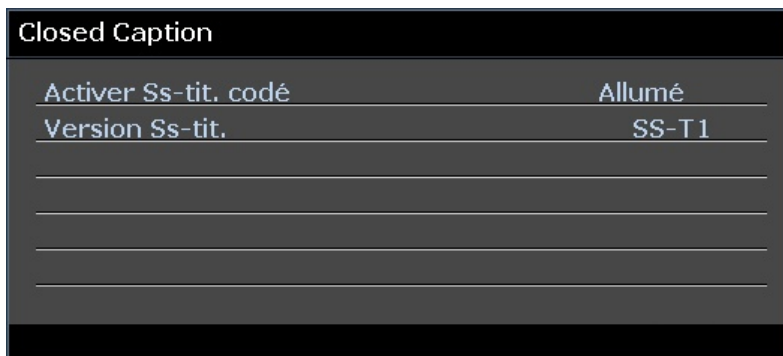 Closed Caption
Activer Ss-tit. codé Allumé
Version Ss-tit. SS-T1